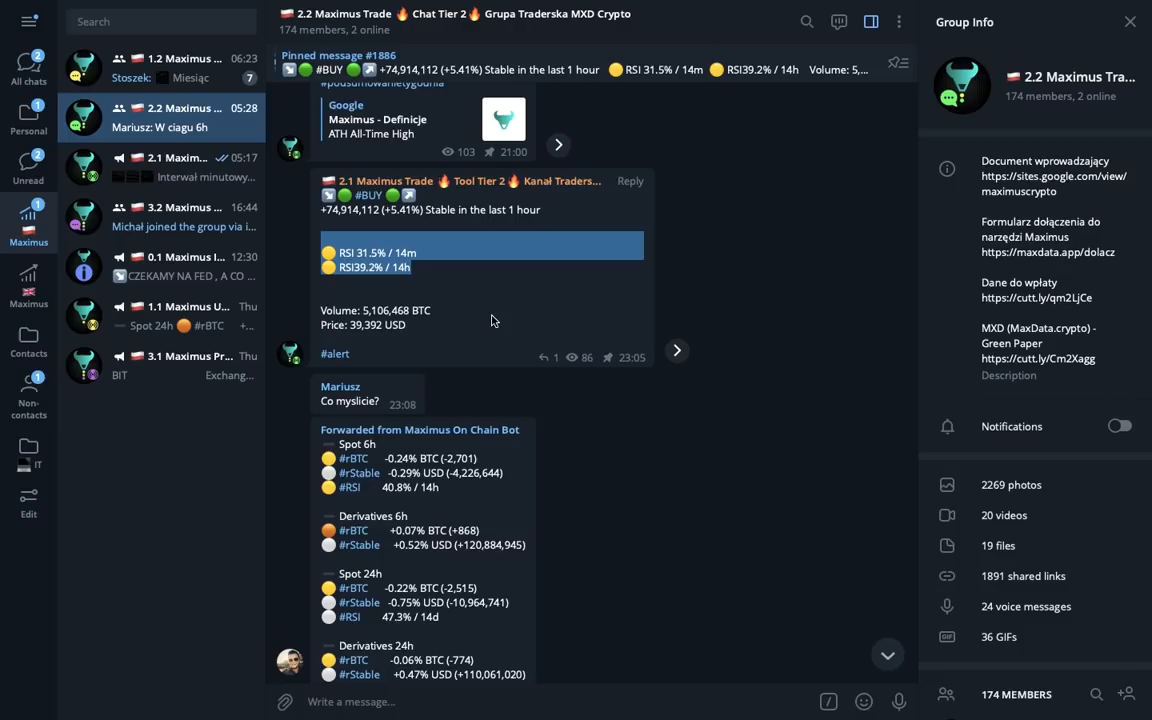 Search
2
All chats
1
Personal
2
Unread
1
Maximus
Maximus
Contacts
1
Non-
contacts
IT
Edit
1.2 Maximus ... 06:23
Stoszek: Miesiąc 7
2.2 Maximus ... 05:28
Mariusz: W ciagu 6h
2.1 Maxim... 05:17
Interwał minutowy...
3.2 Maximus ... 16:44
Michał joined the group via i...
0.1 Maximus I... 12:30
CZEKAMY NA FED , A CO ...
1.1 Maximus U... Thu
Spot 24h #rBTC +...
3.1 Maximus Pr... Thu
BIT Exchang...
2.2 Maximus Trade Chat Tier 2 Grupa Traderska MXD Crypto
174 members, 2 online
Pinned message #1886
#BUY +74,914,112 (+5.41%) Stable in the last 1 hour RSI 31.5% / 14m RSI39.2% / 14h Volume: 5,...
#podsumowanietygodnia
Google
Maximus - Definicje
ATH All-Time High
103 21:00
2.1 Maximus Trade Tool Tier 2 Kanał Traders... Reply
#BUY
+74,914,112 (+5.41%) Stable in the last 1 hour
RSI 31.5% / 14m
RSI39.2% / 14h
Volume: 5,106,468 BTC
Price: 39,392 USD
#alert 1 86 23:05
Mariusz
Co myslicie? 23:08
Forwarded from Maximus On Chain Bot
Spot 6h
#rBTC -0.24% BTC (-2,701)
#rStable -0.29% USD (-4,226,644)
#RSI 40.8% / 14h
Derivatives 6h
#rBTC +0.07% BTC (+868)
#rStable +0.52% USD (+120,884,945)
Spot 24h
#rBTC -0.22% BTC (-2,515)
#rStable -0.75% USD (-10,964,741)
#RSI 47.3% / 14d
Derivatives 24h
#rBTC -0.06% BTC (-774)
#rStable +0.47% USD (+110,061,020)
Write a message...
Group Info
2.2 Maximus Tra...
174 members, 2 online
Document wprowadzający
https://sites.google.com/view/
maximuscrypto
Formularz dołączenia do
narzędzi Maximus
https://maxdata.app/dolacz
Dane do wpłaty
https://cutt.ly/qm2LjCe
MXD (MaxData.crypto) -
Green Paper
https://cutt.ly/Cm2Xagg
Description
Notifications
2269 photos
20 videos
19 files
1891 shared links
24 voice messages
GIF 36 GIFs
174 MEMBERS